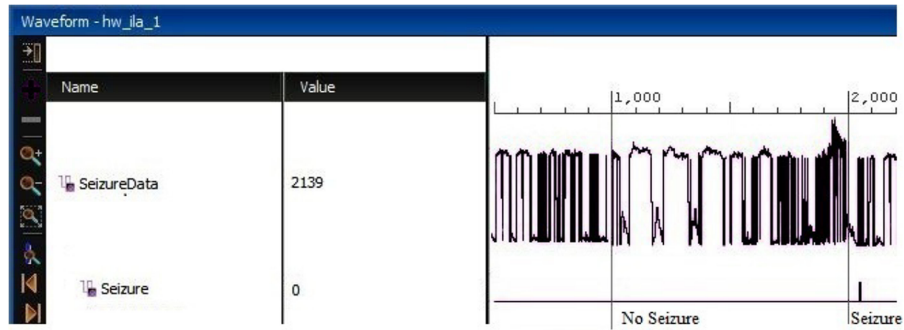 Waveform - hw_ila_1
Name Value
1,000 2,000
SeizureData 2139
Seizure 0
No Seizure Seizure